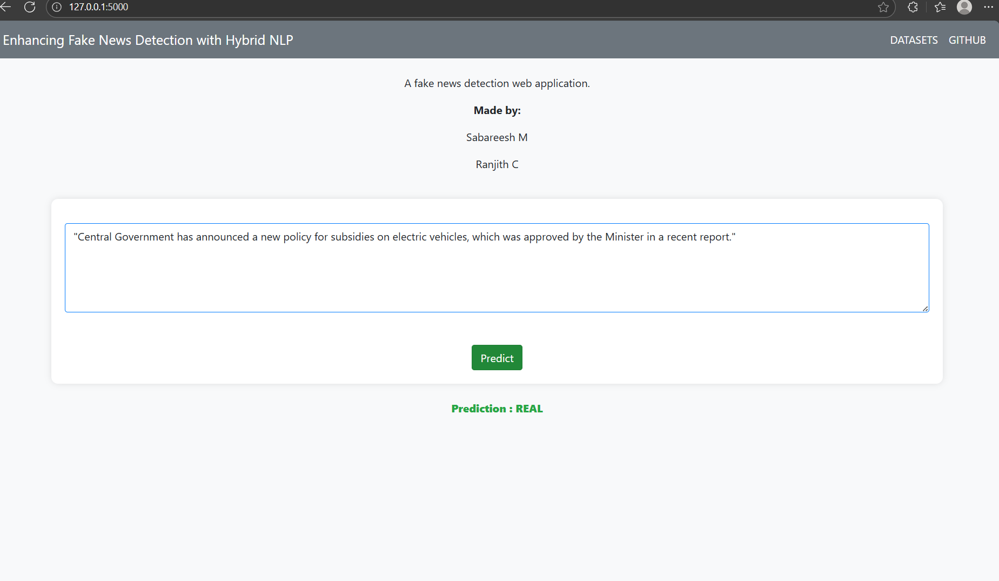 127.0.0.1:5000
Enhancing Fake News Detection with Hybrid NLP
DATASETS GITHUB
A fake news detection web application.
Made by:
Sabareesh M
Ranjith C
"Central Government has announced a new policy for subsidies on electric vehicles, which was approved by the Minister in a recent report."
Predict
Prediction : REAL